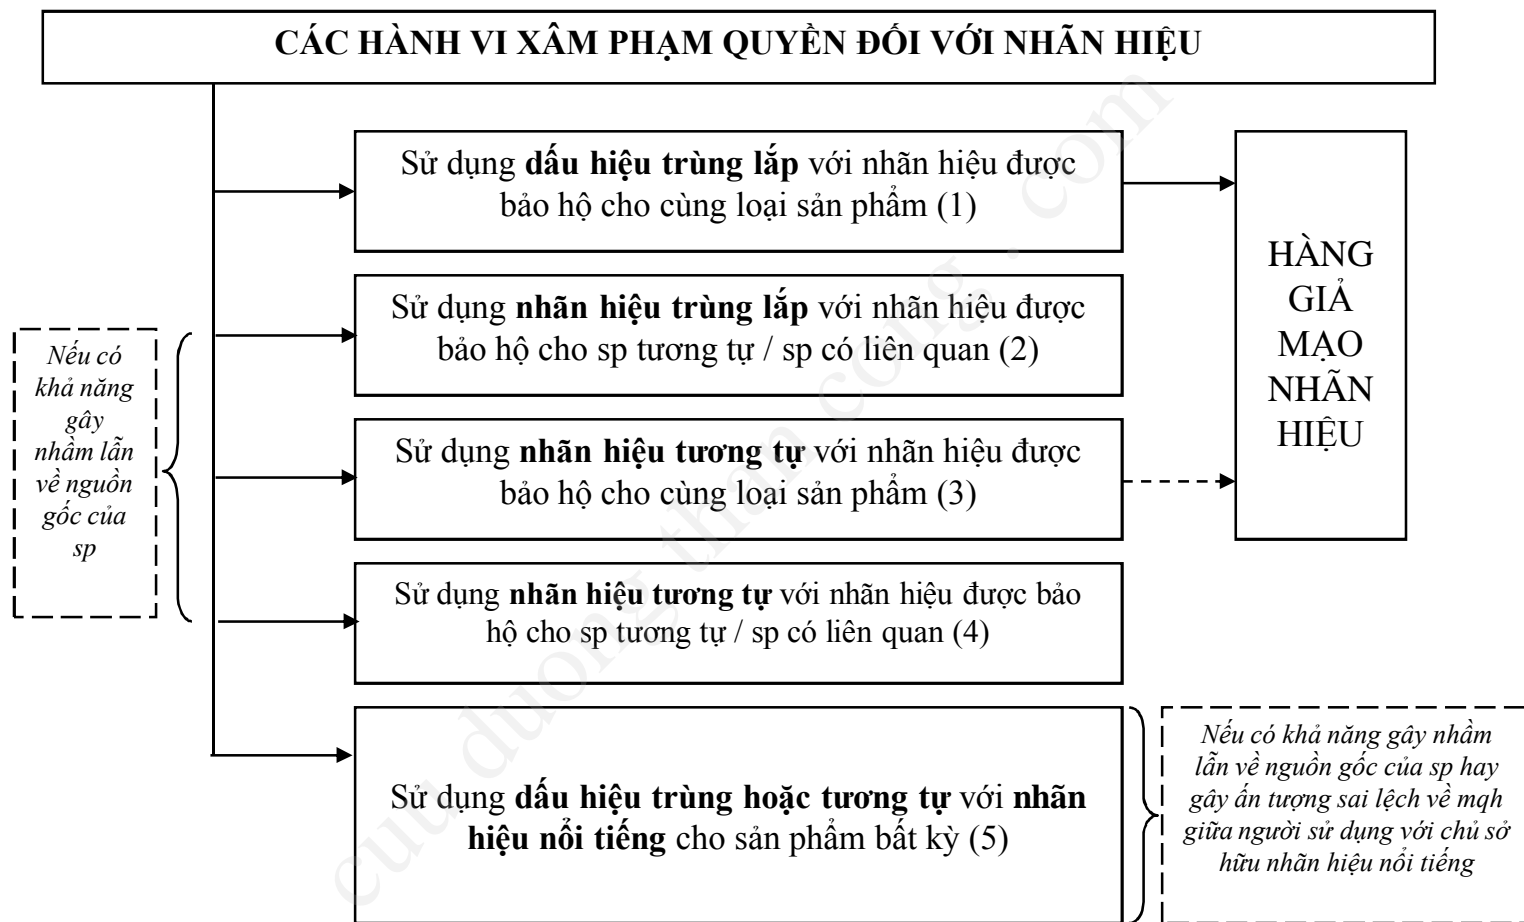 CÁC HÀNH VI XÂM PHẠM QUYỀN ĐỐI VỚI NHÃN HIỆU
Sử dụng dấu hiệu trùng lắp với nhãn hiệu được
bảo hộ cho cùng loại sản phẩm (1)
Sử dụng nhãn hiệu trùng lắp với nhãn hiệu được
bảo hộ cho sp tương tự / sp có liên quan (2)
Sử dụng nhãn hiệu tương tự với nhãn hiệu được
bảo hộ cho cùng loại sản phẩm (3)
Sử dụng nhãn hiệu tương tự với nhãn hiệu được bảo
hộ cho sp tương tự / sp có liên quan (4)
Sử dụng dấu hiệu trùng hoặc tương tự với nhãn
hiệu nổi tiếng cho sản phẩm bất kỳ (5)
Nếu có
khả năng
gây
nhầm lẫn
về nguồn
gốc của
sp
HÀNG
GIẢ
MẠO
NHÃN
HIỆU
Nếu có khả năng gây nhầm
lẫn về nguồn gốc của sp hay
gây ấn tượng sai lệch về mqh
giữa người sử dụng với chủ sở
hữu nhãn hiệu nổi tiếng
cuu duong than cong . com